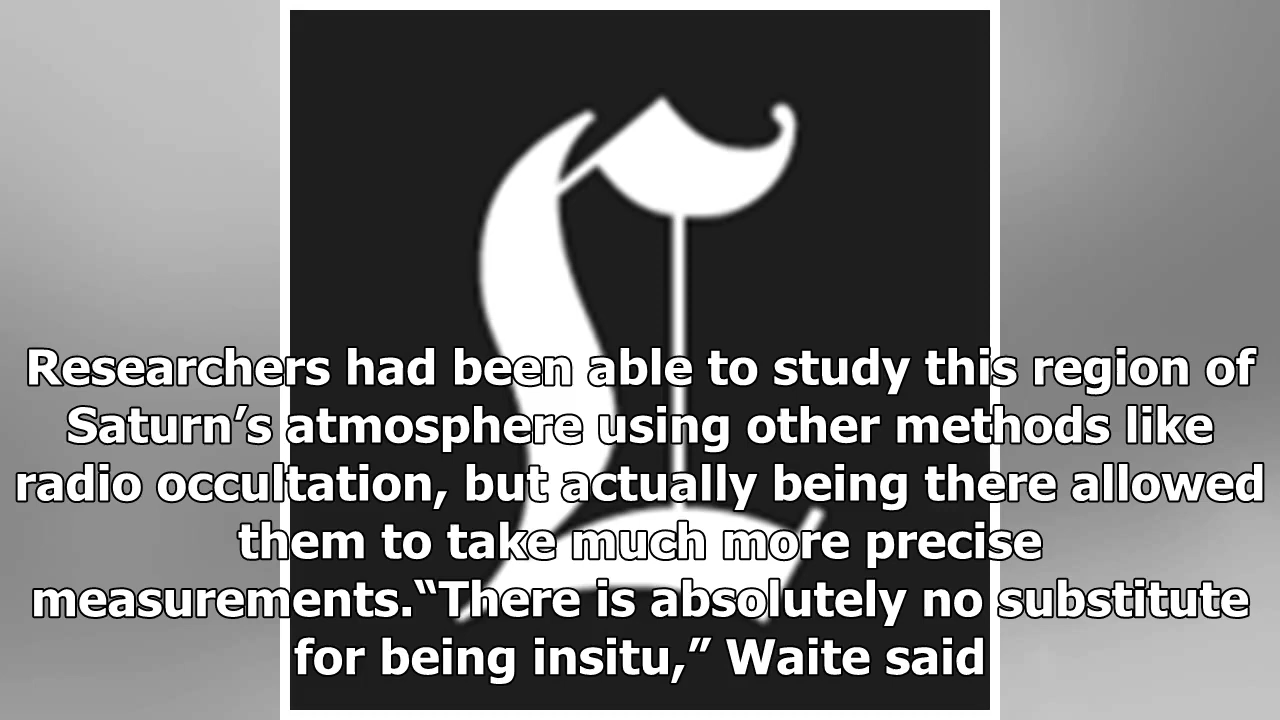 Researchers had been able to study this region of
Saturn’s atmosphere using other methods like
radio occultation, but actually being there allowed
them to take much more precise
measurements.“There is absolutely no substitute
for being insitu,” Waite said